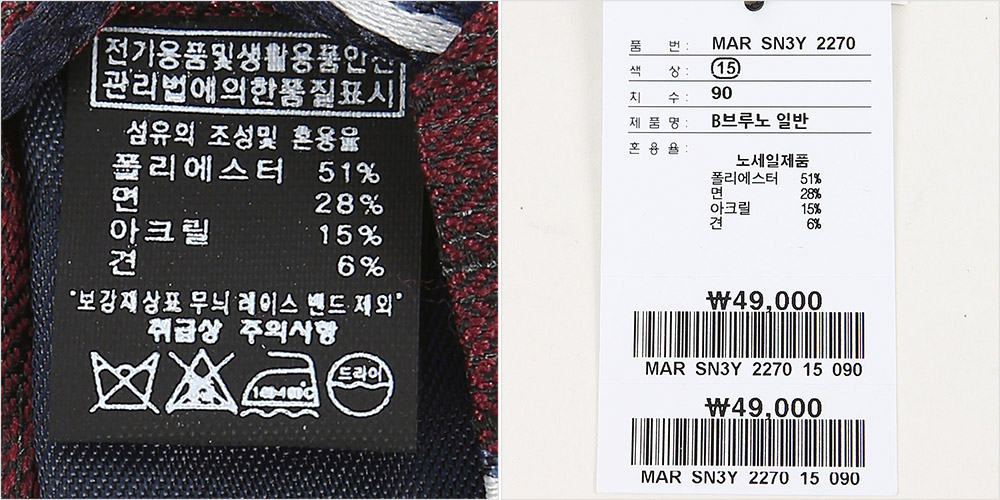 전기용품및생활용품안전
관리법에의한품질표시
섬유의 조성및 혼용율
폴리에스터 51%
면 28%
아크릴 15%
견 6%
"보강재상표 무늬 레이스 밴드 제외"
취급상 주의사항
드라이
품 번: MAR SN3Y 2270
색 상: 15
치 수: 90
제 품 명: B브루노 일반
혼 용 율:
노세일제품
폴리에스터 51%
면 28%
아크릴 15%
견 6%
₩49,000
MAR SN3Y 2270 15 090
₩49,000
MAR SN3Y 2270 15 090